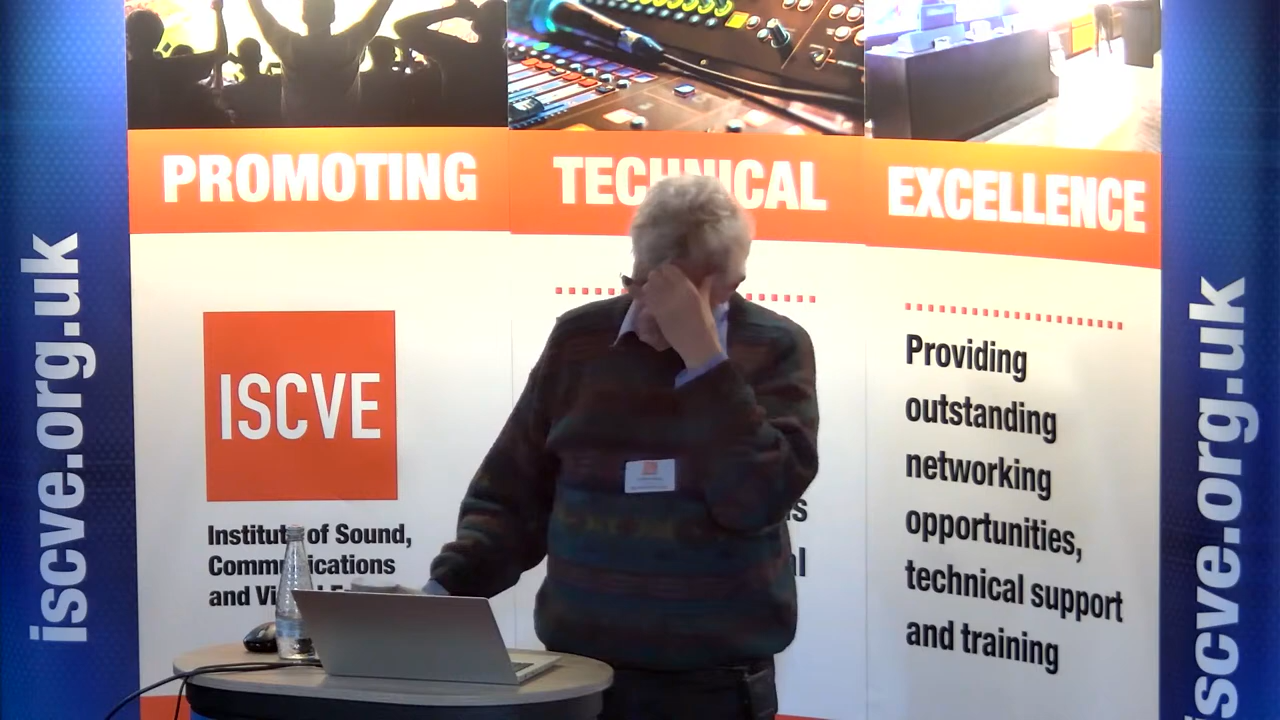 PROMOTING
TECHNICAL
EXCELLENCE
iscve.org.uk
ISCVE
Institute of Sound,
Communications
and Vi
Providing
outstanding
networking
opportunities,
technical support
and training
iscve.org.uk